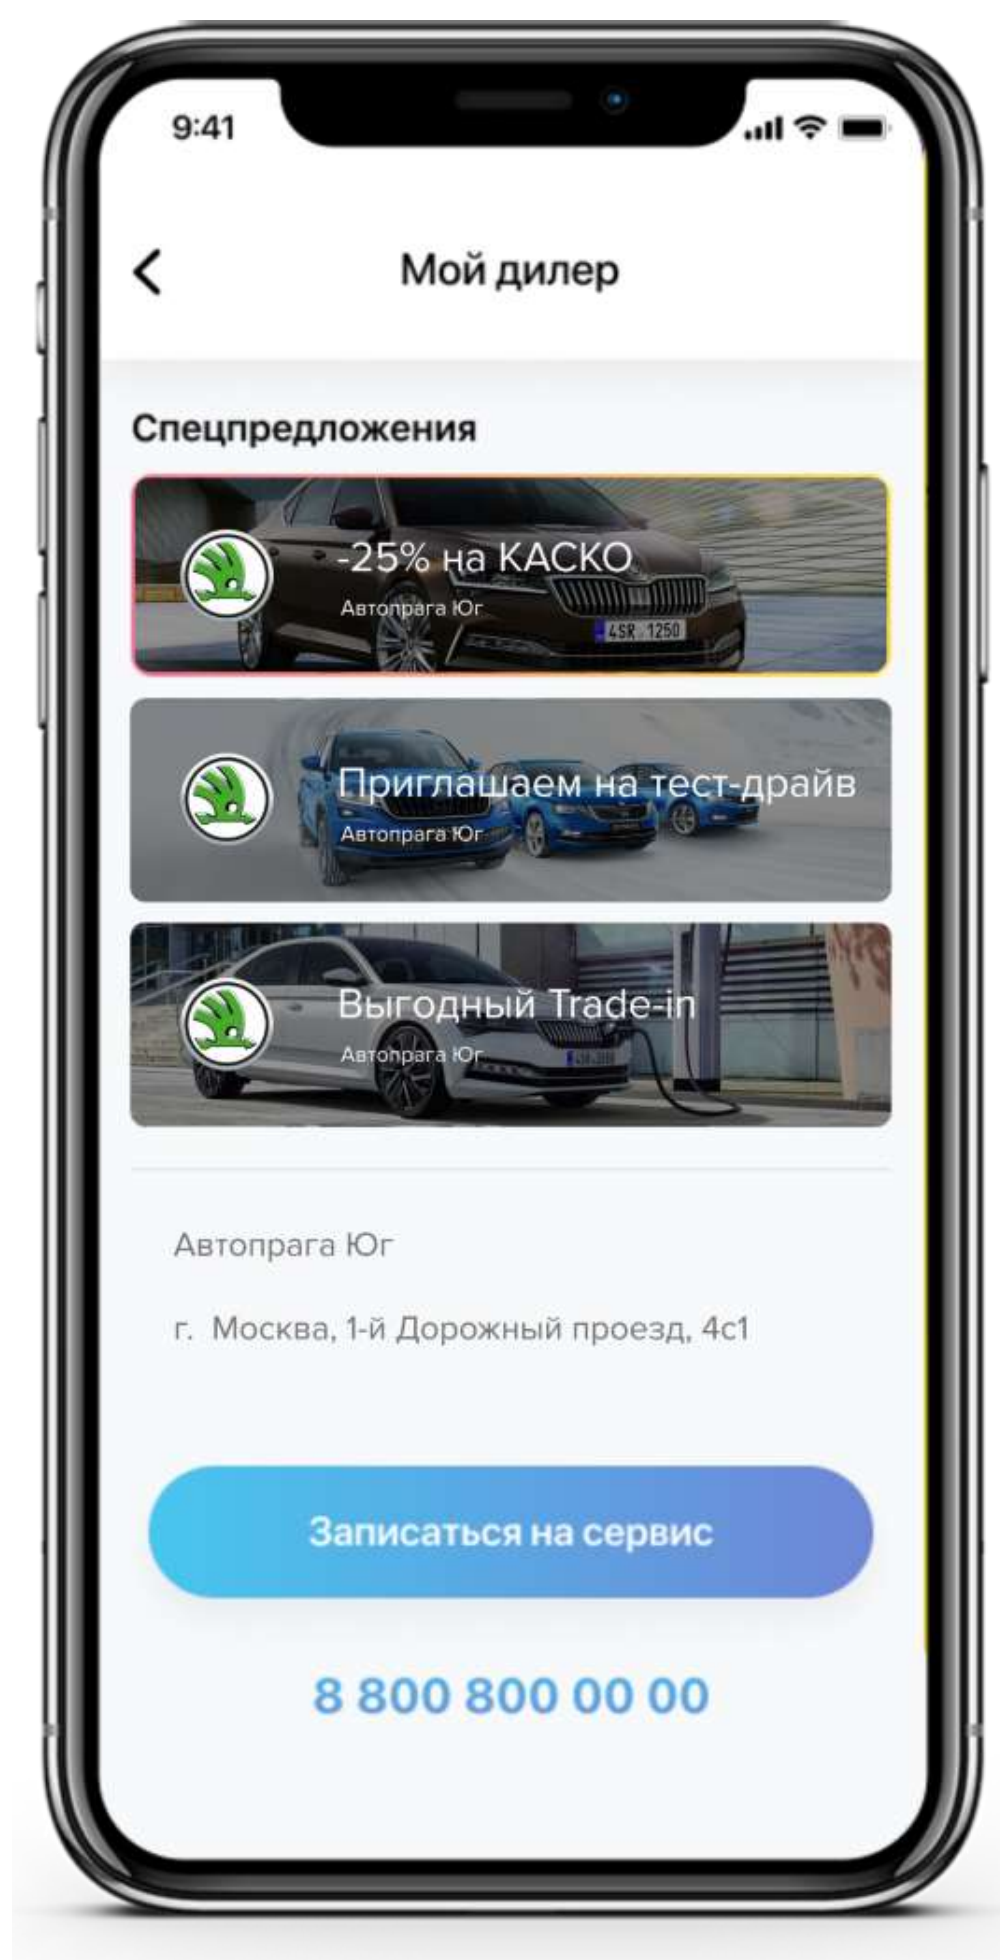 9:41
Мой дилер
Спецпредложения
-25% на КАСКО
Автопрага Юг
4SR 1250
Приглашаем на тест-драйв
Автопрага Юг
Выгодный Trade-in
Автопрага Юг
Автопрага Юг
г. Москва, 1-й Дорожный проезд, 4с1
Записаться на сервис
8 800 800 00 00